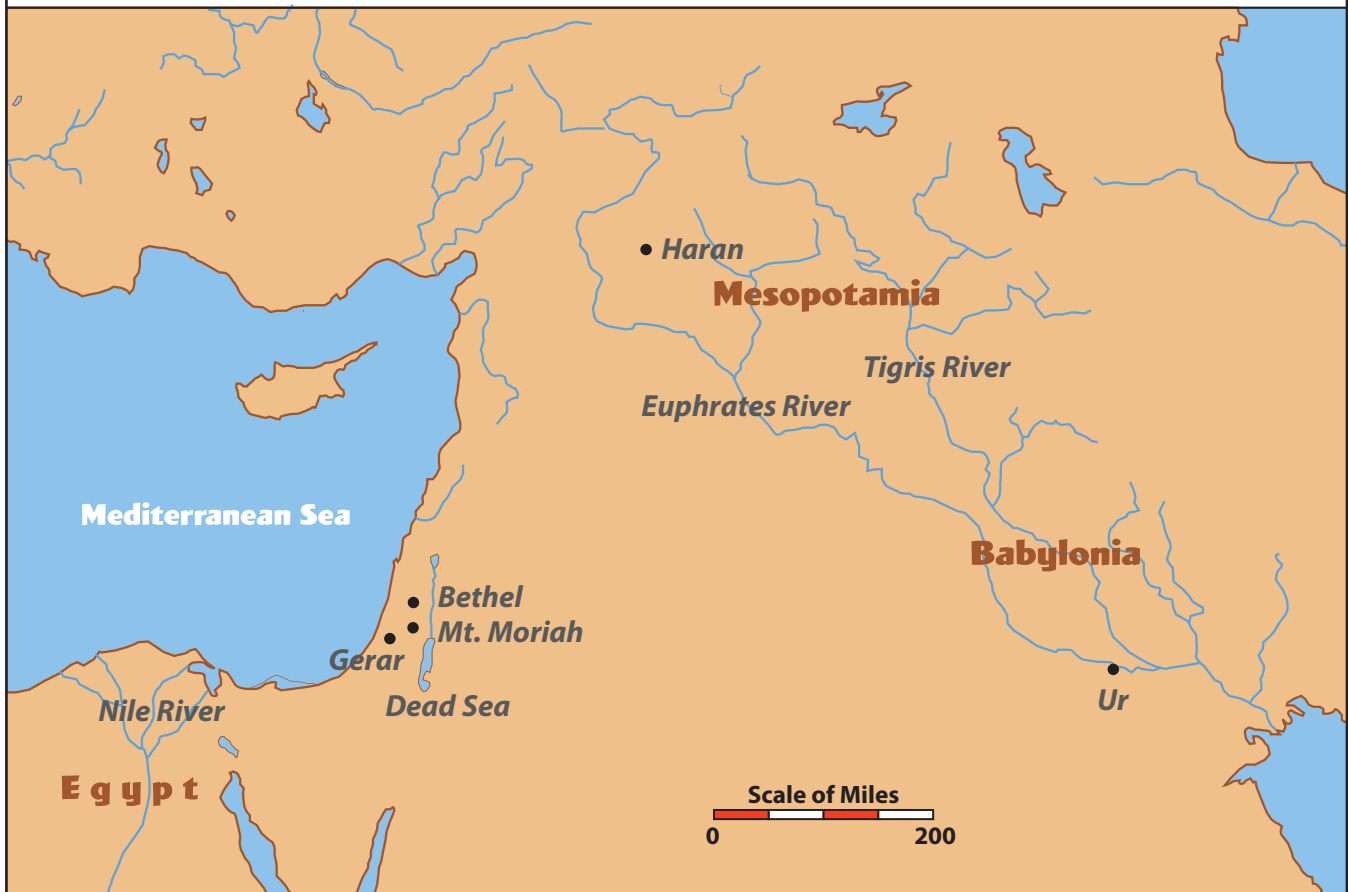 Haran
Mesopotamia
Tigris River
Euphrates River
Mediterranean Sea
Babylonia
Bethel
Mt. Moriah
Gerar
Ur
Dead Sea
Nile River
Egypt
Scale of Miles
0 200